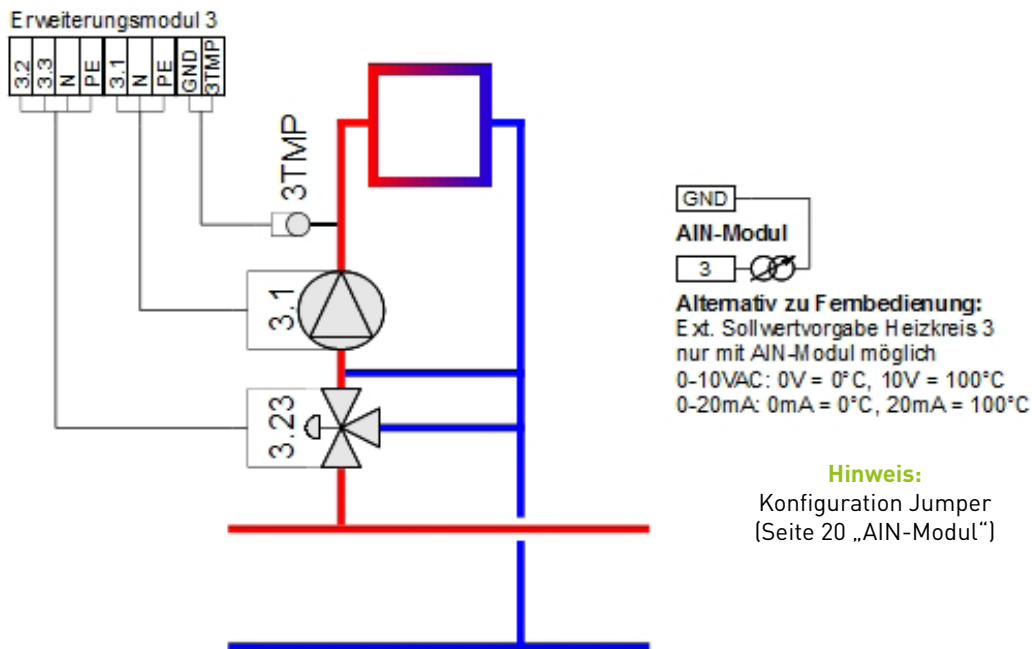 Erweiterungsmodul 3
3.2 3.3 N PE 3.1 N PE GND 3TMP
3TMP
3.1
3.23
GND
AIN-Modul
3
Alternativ zu Fernbedienung:
Ext. Sollwertvorgabe Heizkreis 3
nur mit AIN-Modul möglich
0-10VAC: 0V = 0°C, 10V = 100°C
0-20mA: 0mA = 0°C, 20mA = 100°C
Hinweis:
Konfiguration Jumper
(Seite 20 „AIN-Modul“)